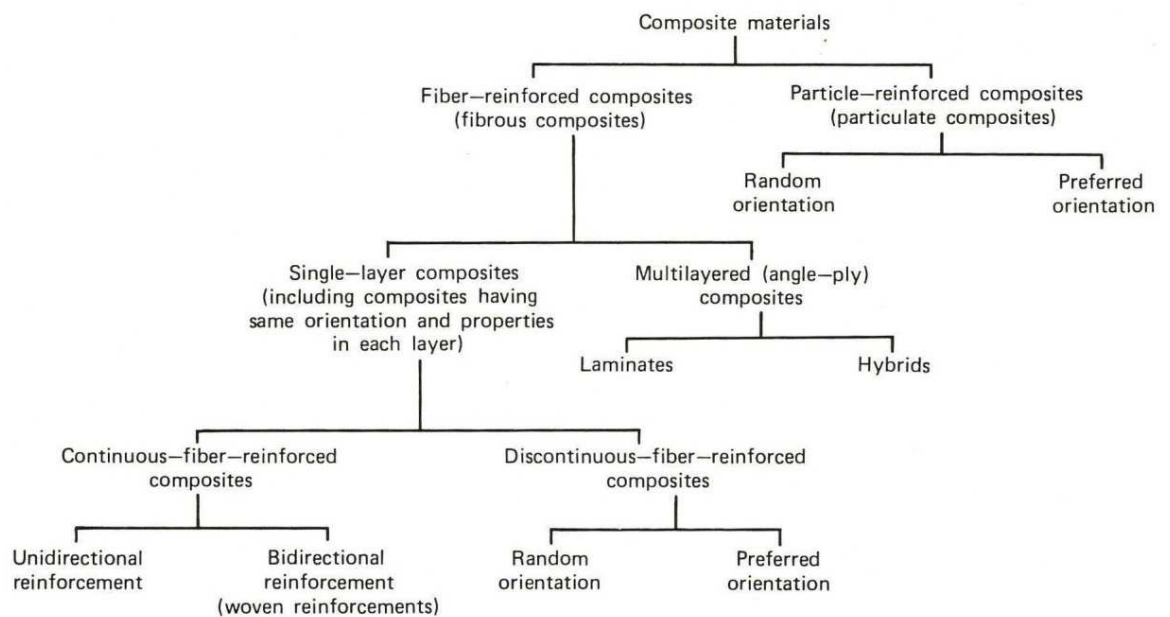 Composite materials
Fiber—reinforced composites
(fibrous composites)
Particle—reinforced composites
(particulate composites)
Random
orientation
Preferred
orientation
Single—layer composites
(including composites having
same orientation and properties
in each layer)
Multilayered (angle—ply)
composites
Laminates
Hybrids
Continuous—fiber—reinforced
composites
Discontinuous—fiber—reinforced
composites
Unidirectional
reinforcement
Bidirectional
reinforcement
(woven reinforcements)
Random
orientation
Preferred
orientation